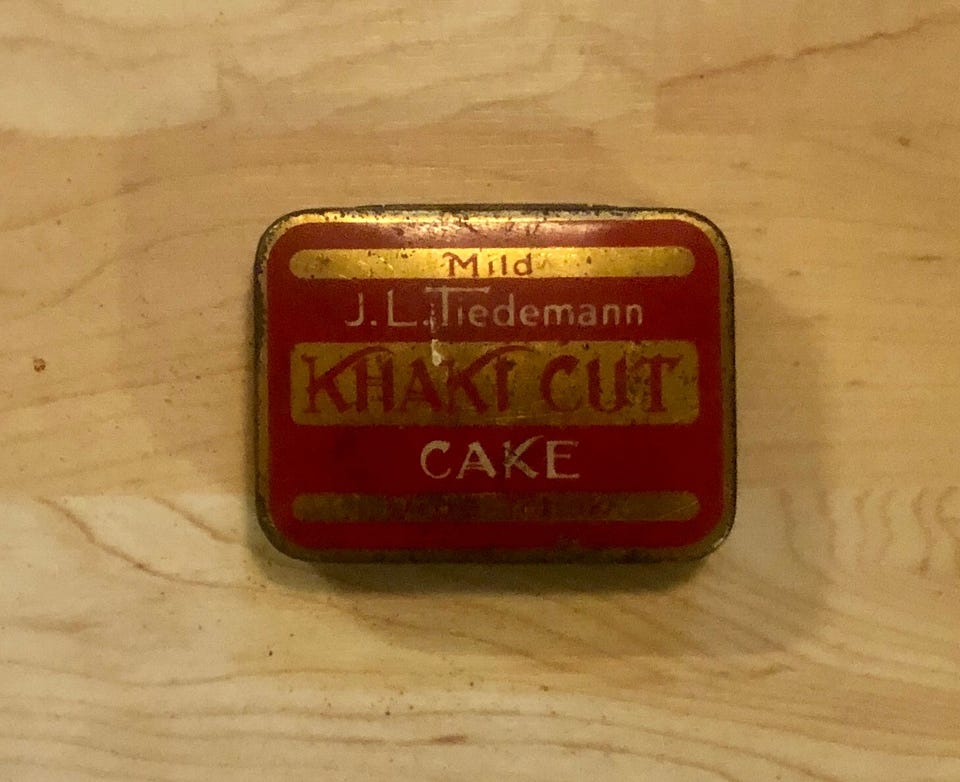 Mild
J.L.Tiedemann
KHAKI CUT
CAKE